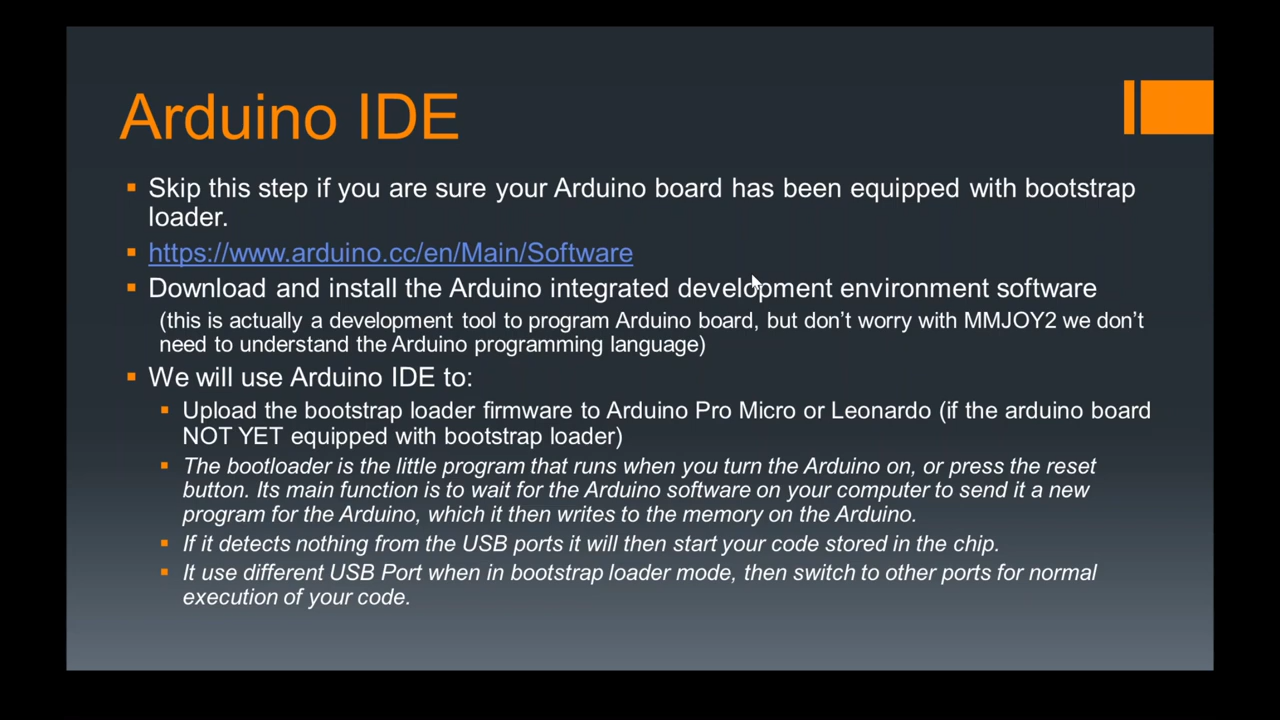 Arduino IDE
Skip this step if you are sure your Arduino board has been equipped with bootstrap
loader.
https://www.arduino.cc/en/Main/Software
Download and install the Arduino integrated development environment software
(this is actually a development tool to program Arduino board, but don’t worry with MMJOY2 we don’t
need to understand the Arduino programming language)
We will use Arduino IDE to:
Upload the bootstrap loader firmware to Arduino Pro Micro or Leonardo (if the arduino board
NOT YET equipped with bootstrap loader)
The bootloader is the little program that runs when you turn the Arduino on, or press the reset
button. Its main function is to wait for the Arduino software on your computer to send it a new
program for the Arduino, which it then writes to the memory on the Arduino.
If it detects nothing from the USB ports it will then start your code stored in the chip.
It use different USB Port when in bootstrap loader mode, then switch to other ports for normal
execution of your code.